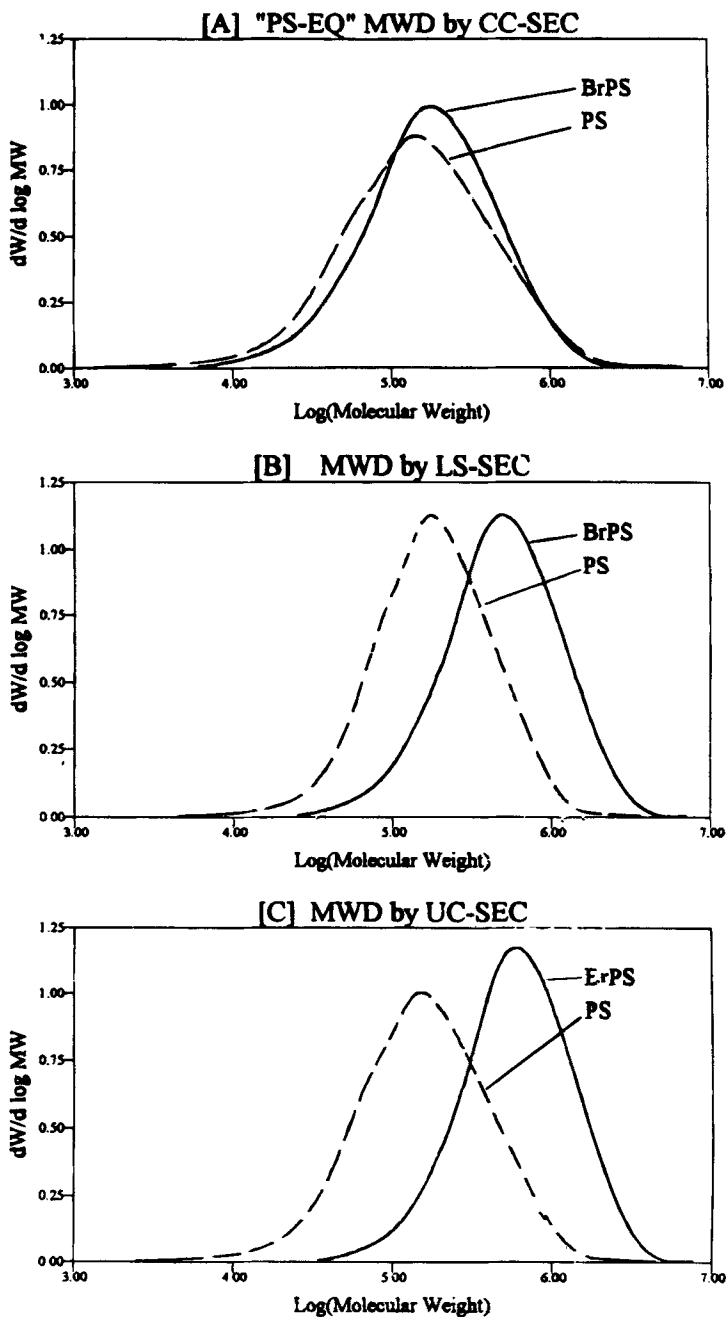 [A] "PS-EQ" MWD by CC-SEC
1.25
1.00
0.75
0.50
0.25
0.00
dW/d log MW
BrPS
PS
3.00 4.00 5.00 6.00 7.00
Log(Molecular Weight)
[B] MWD by LS-SEC
1.25
1.00
0.75
0.50
0.25
0.00
dW/d log MW
BrPS
PS
3.00 4.00 5.00 6.00 7.00
Log(Molecular Weight)
[C] MWD by UC-SEC
1.25
1.00
0.75
0.50
0.25
0.00
dW/d log MW
ErPS
PS
3.00 4.00 5.00 6.00 7.00
Log(Molecular Weight)